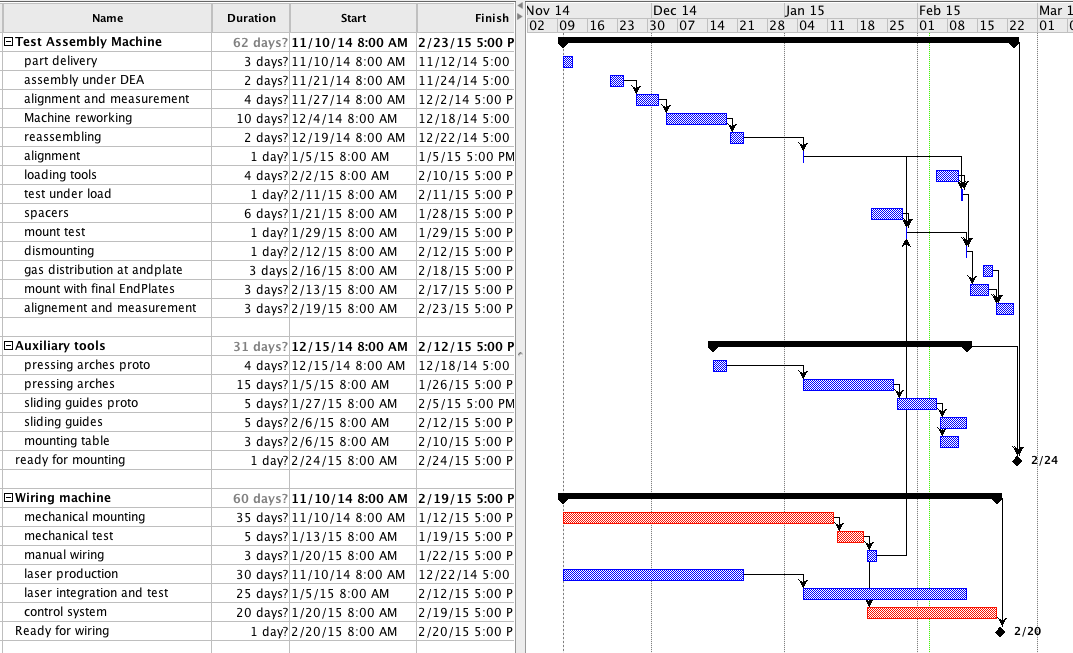 Name Duration Start Finish Nov 14 Dec 14 Jan 15 Feb 15 Mar 1
02 09 16 23 30 07 14 21 28 04 11 18 25 01 08 15 22 01 08
Test Assembly Machine 62 days? 11/10/14 8:00 AM 2/23/15 5:00 P
part delivery 3 days? 11/10/14 8:00 AM 11/12/14 5:00
assembly under DEA 2 days? 11/21/14 8:00 AM 11/24/14 5:00
alignment and measurement 4 days? 11/27/14 8:00 AM 12/2/14 5:00 P
Machine reworking 10 days? 12/4/14 8:00 AM 12/18/14 5:00
reassembling 2 days? 12/19/14 8:00 AM 12/22/14 5:00
alignment 1 day? 1/5/15 8:00 AM 1/5/15 5:00 PM
loading tools 4 days? 2/2/15 8:00 AM 2/10/15 5:00 P
test under load 1 day? 2/11/15 8:00 AM 2/11/15 5:00 P
spacers 6 days? 1/21/15 8:00 AM 1/28/15 5:00 P
mount test 1 day? 1/29/15 8:00 AM 1/29/15 5:00 P
dismounting 1 day? 2/12/15 8:00 AM 2/12/15 5:00 P
gas distribution at andplate 3 days 2/16/15 8:00 AM 2/18/15 5:00 P
mount with final EndPlates 3 days? 2/13/15 8:00 AM 2/17/15 5:00 P
alignement and measurement 3 days? 2/19/15 8:00 AM 2/23/15 5:00 P
Auxiliary tools 31 days? 12/15/14 8:00 AM 2/12/15 5:00 P
pressing arches proto 4 days? 12/15/14 8:00 AM 12/18/14 5:00
pressing arches 15 days? 1/5/15 8:00 AM 1/26/15 5:00 P
sliding guides proto 5 days? 1/27/15 8:00 AM 2/5/15 5:00 PM
sliding guides 5 days? 2/6/15 8:00 AM 2/12/15 5:00 P
mounting table 3 days? 2/6/15 8:00 AM 2/10/15 5:00 P
ready for mounting 1 day? 2/24/15 8:00 AM 2/24/15 5:00 P 2/24
Wiring machine 60 days? 11/10/14 8:00 AM 2/19/15 5:00 P
mechanical mounting 35 days? 11/10/14 8:00 AM 1/12/15 5:00 P
mechanical test 5 days? 1/13/15 8:00 AM 1/19/15 5:00 P
manual wiring 3 days? 1/20/15 8:00 AM 1/22/15 5:00 P
laser production 30 days? 11/10/14 8:00 AM 12/22/14 5:00
laser integration and test 25 days? 1/5/15 8:00 AM 2/12/15 5:00 P
control system 20 days? 1/20/15 8:00 AM 2/19/15 5:00 P
Ready for wiring 1 day? 2/20/15 8:00 AM 2/20/15 5:00 P 2/20